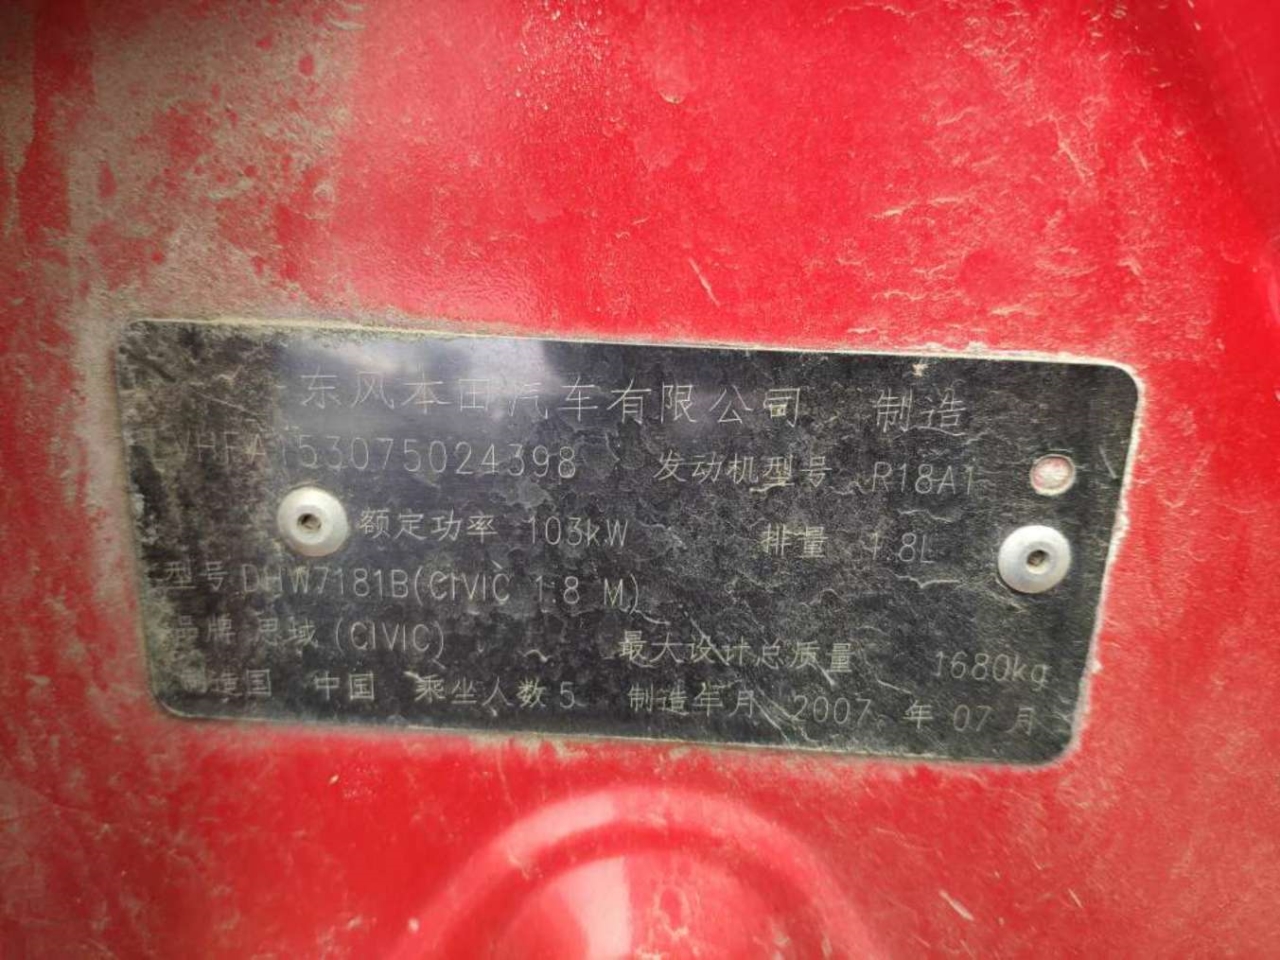 东风本田汽车有限公司 制造
LVHFA153075024398 发动机型号 R18A1
额定功率 103kW 排量 1.8L
型号 DHW7181B(CIVIC 1.8 M)
品牌 思域 (CIVIC) 最大设计总质量 1680kg
制造国 中国 乘坐人数 5 制造年月 2007 年 07 月